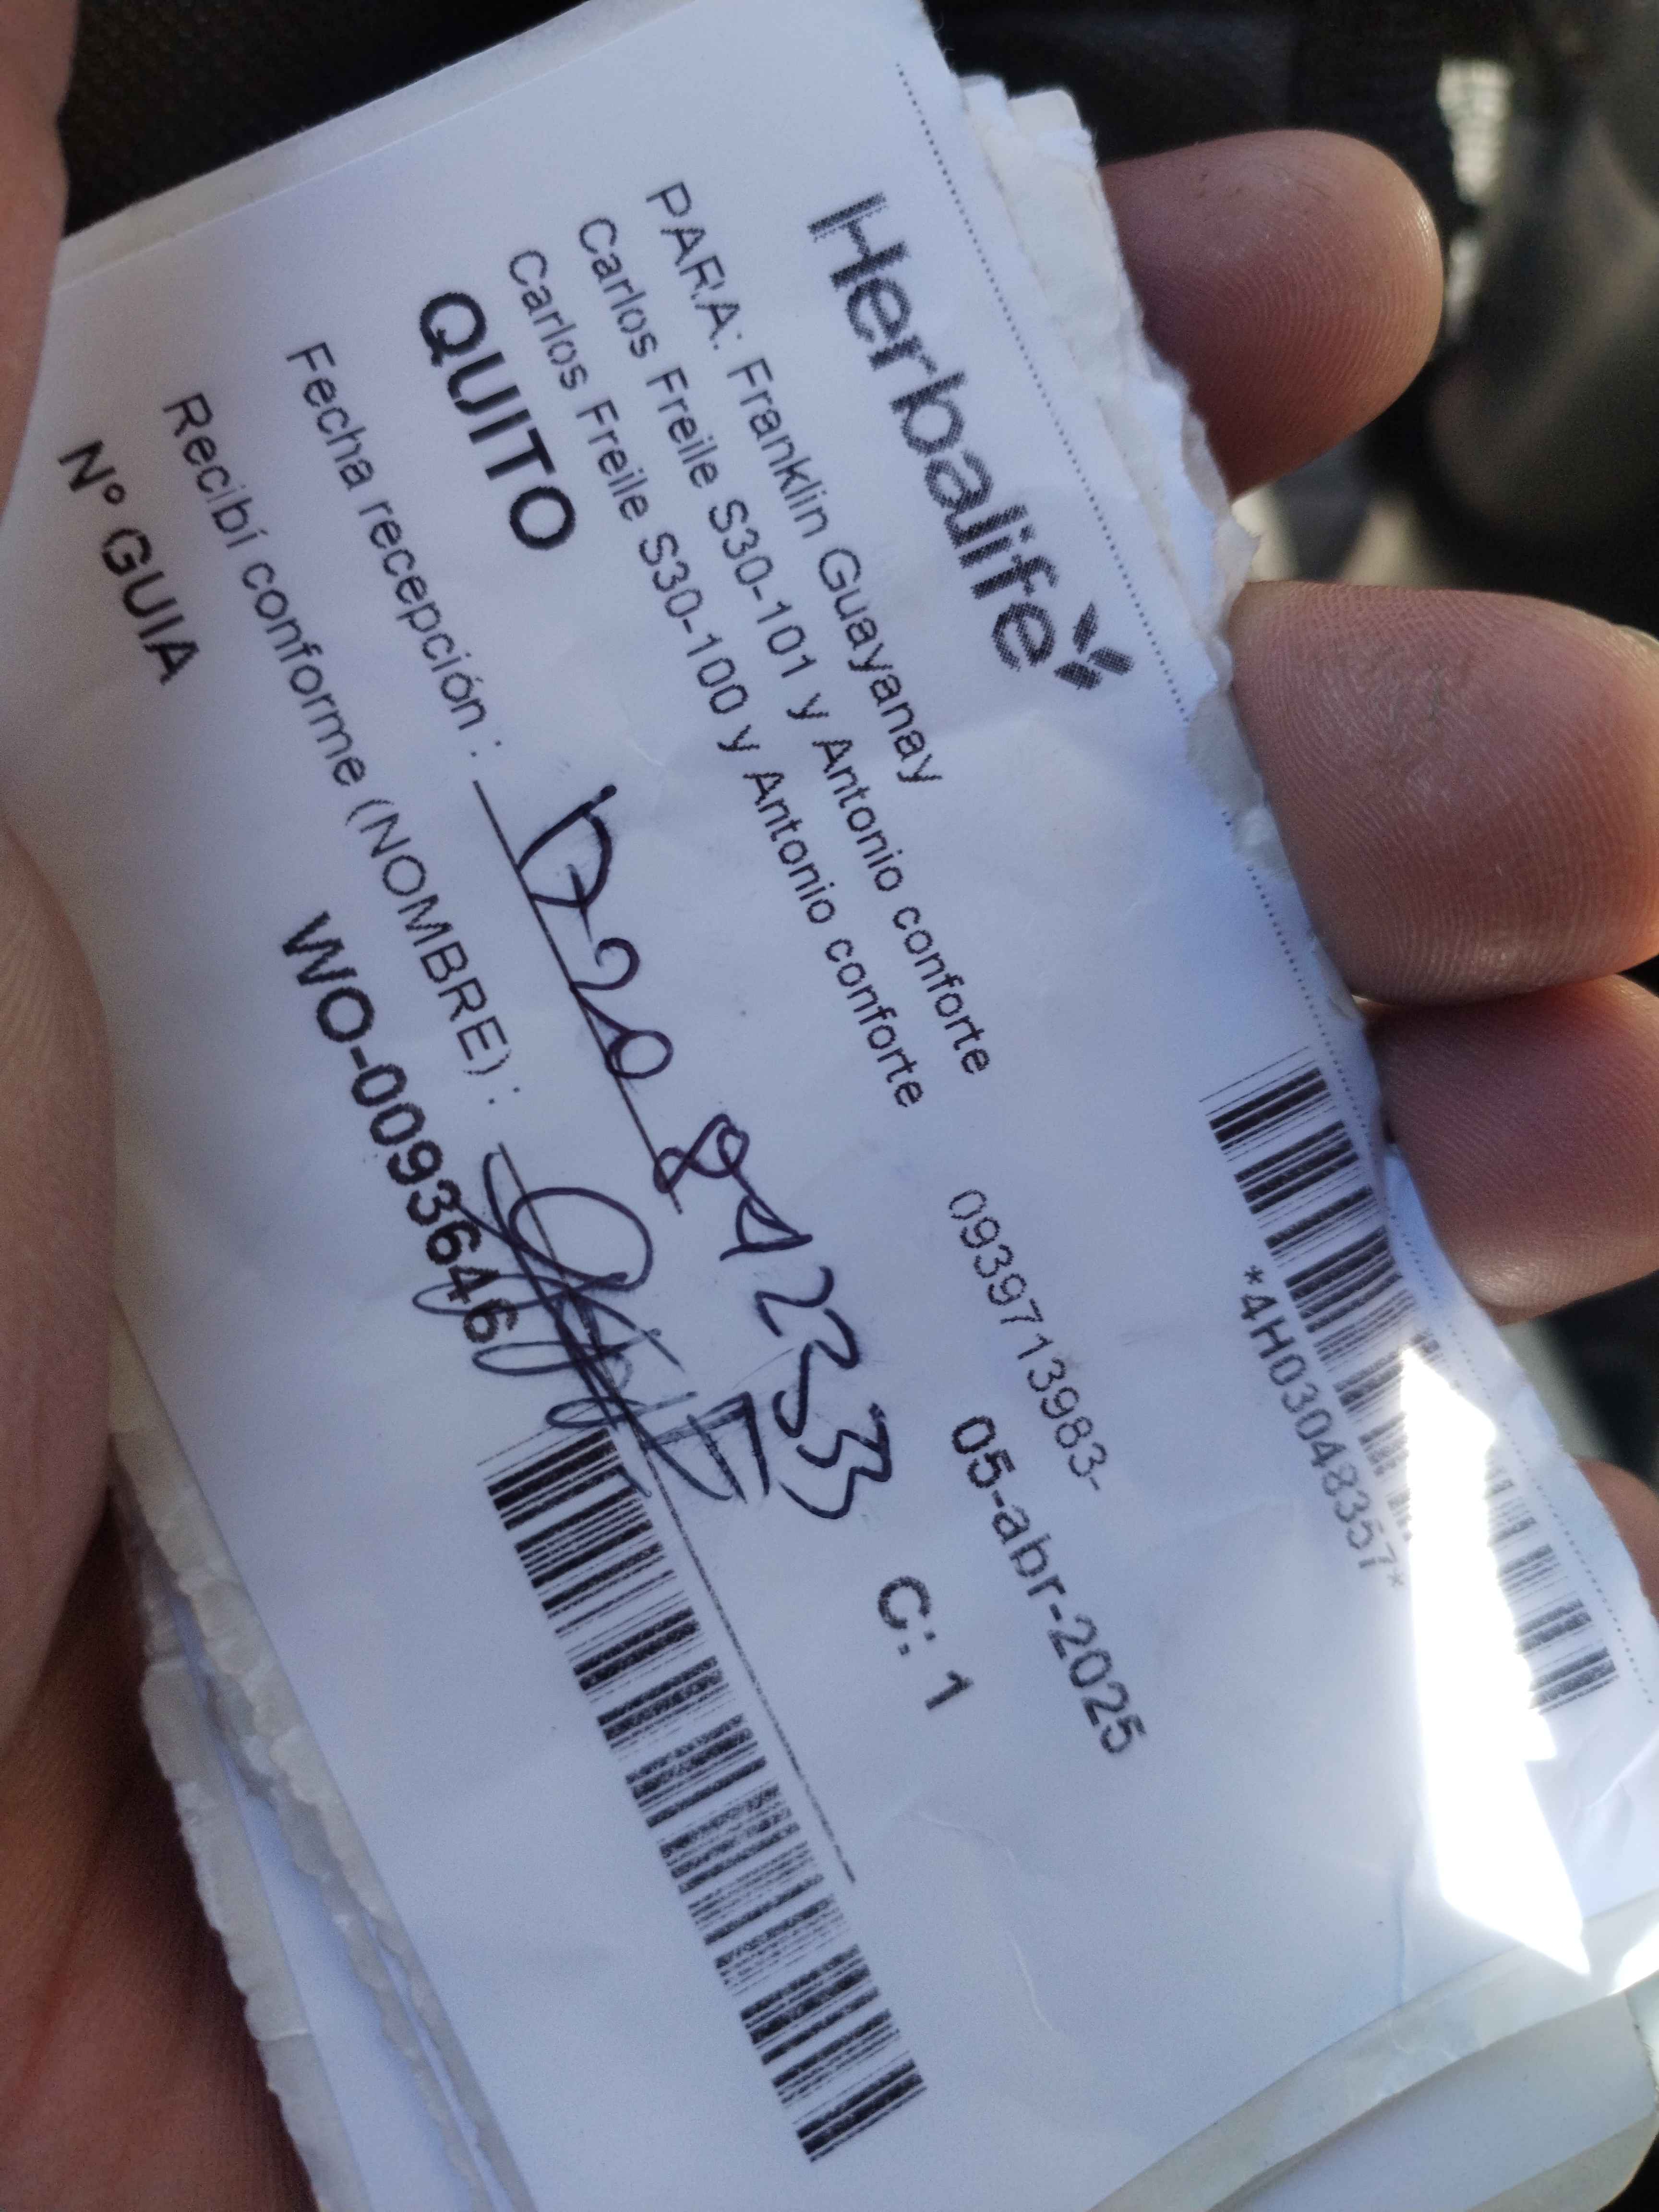 Herbalife
*4H03048357*
PARA: Franklin Guayanay
Carlos Freile S30-101 y Antonio conforte 0939713983-
Carlos Freile S30-100 y Antonio conforte 05-abr-2025
QUITO C: 1
Fecha recepción :
Recibí conforme (NOMBRE) :
Nº GUIA WO-0093646